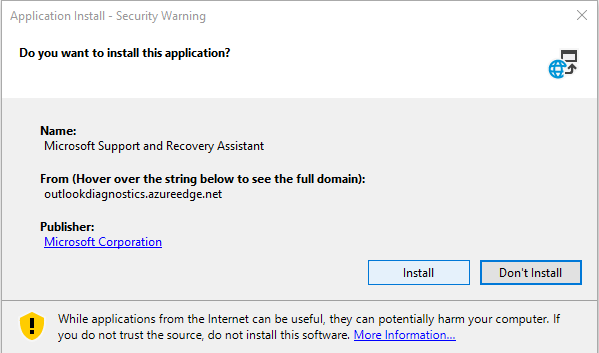 Application Install - Security Warning
Do you want to install this application?
Name:
Microsoft Support and Recovery Assistant
From (Hover over the string below to see the full domain):
outlookdiagnostics.azureedge.net
Publisher:
Microsoft Corporation
Install
Don't Install
While applications from the Internet can be useful, they can potentially harm your computer. If
you do not trust the source, do not install this software. More Information...